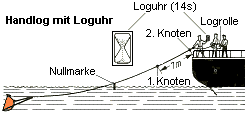 Loguhr (14s)
Handlog mit Loguhr
Logrolle
2. Knoten
Nullmarke
7m
1. Knoten